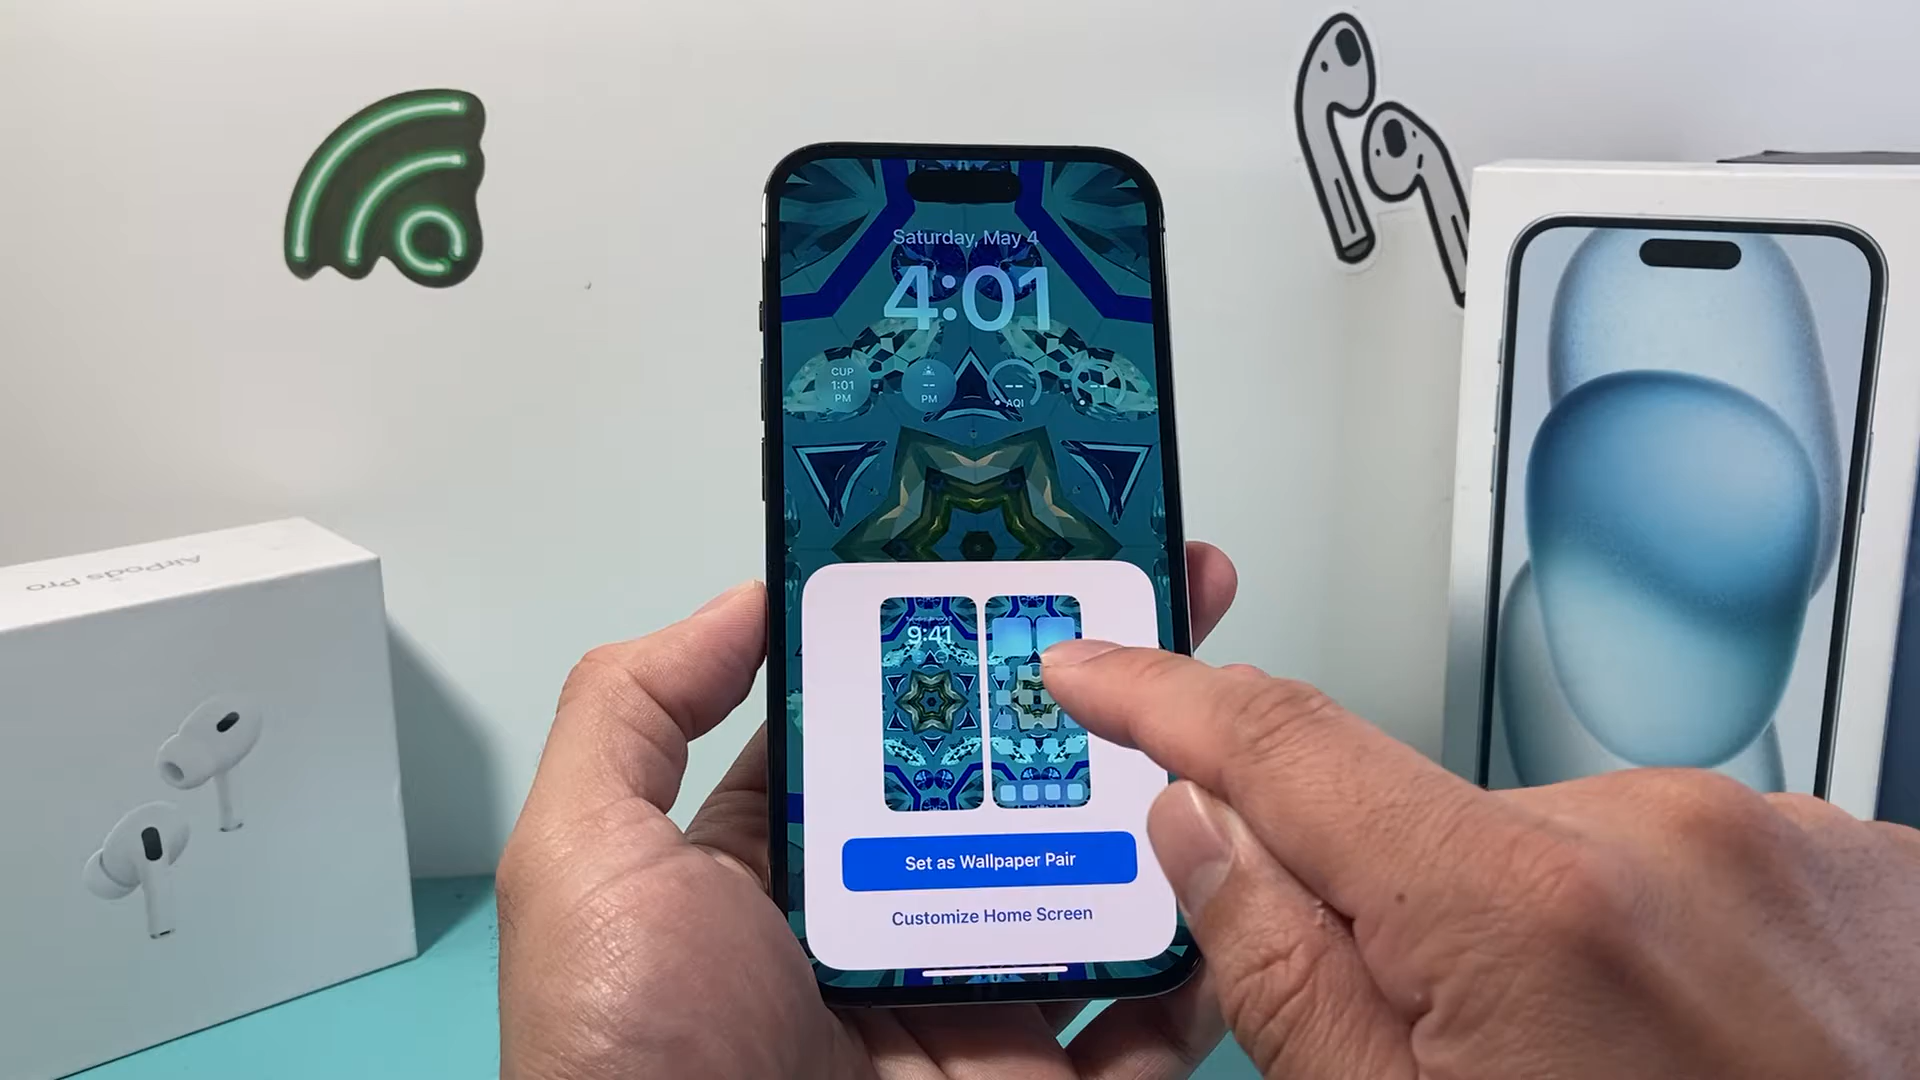 Saturday, May 4
4:01
CUP
1:01
PM
--
PM
--
AQI
--
9:41
Set as Wallpaper Pair
Customize Home Screen
AirPods Pro